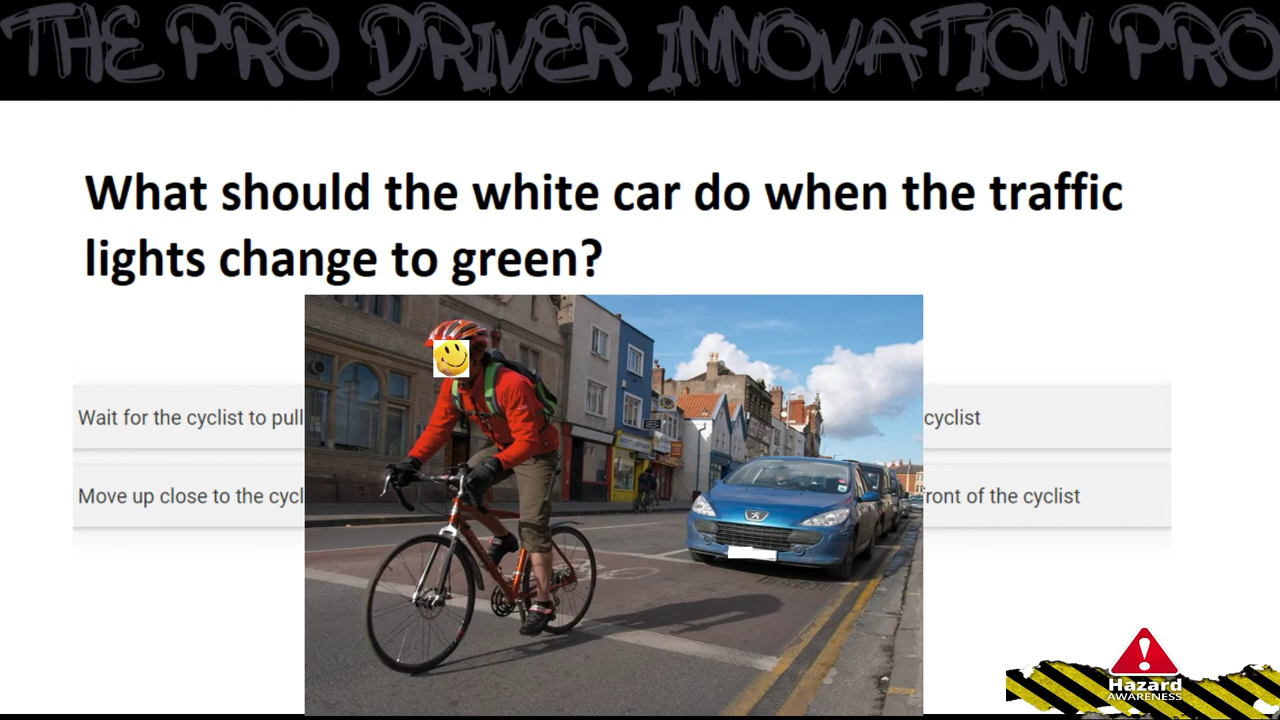 THE PRO DRIVER INNOVATION PRO
What should the white car do when the traffic
lights change to green?
Wait for the cyclist to pull
cyclist
Move up close to the
front of the cyclist
Hazard
AWARENESS